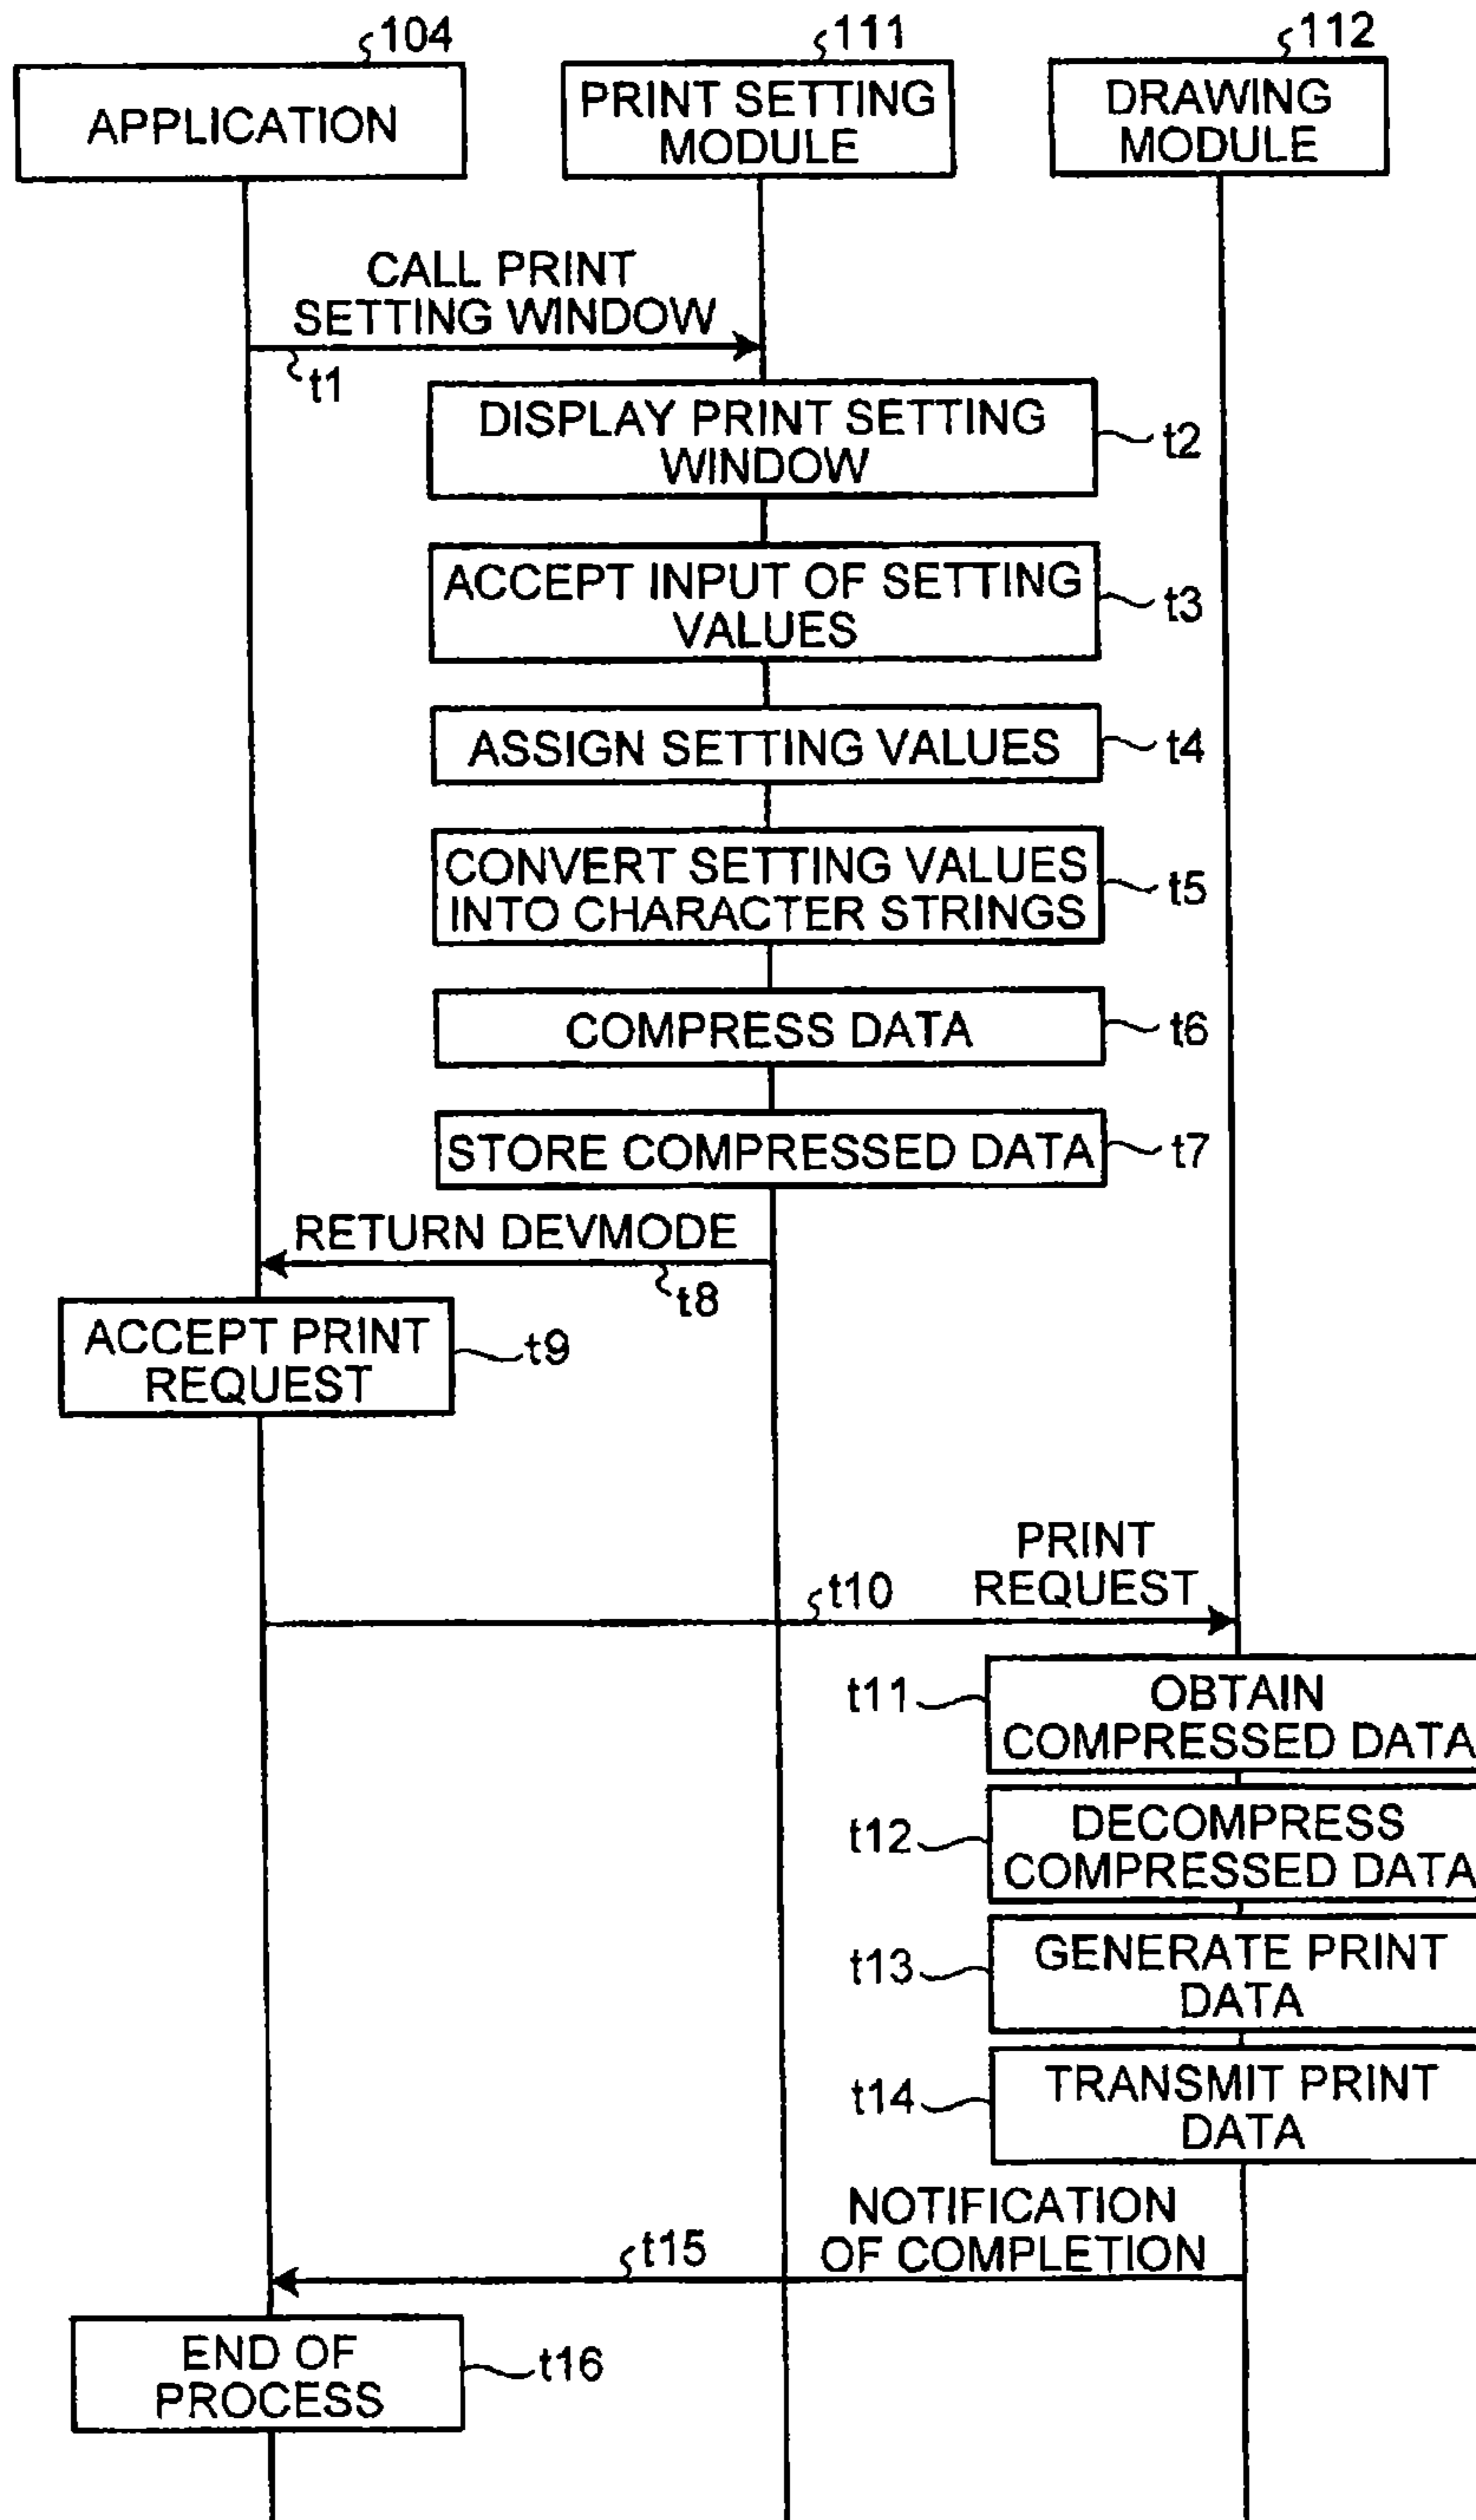 104
111
112
APPLICATION
PRINT SETTING
MODULE
DRAWING
MODULE
CALL PRINT
SETTING WINDOW
t1
DISPLAY PRINT SETTING
WINDOW
t2
ACCEPT INPUT OF SETTING
VALUES
t3
ASSIGN SETTING VALUES
t4
CONVERT SETTING VALUES
INTO CHARACTER STRINGS
t5
COMPRESS DATA
t6
STORE COMPRESSED DATA
t7
RETURN DEVMODE
t8
ACCEPT PRINT
REQUEST
t9
PRINT
REQUEST
t10
t11
OBTAIN
COMPRESSED DATA
t12
DECOMPRESS
COMPRESSED DATA
t13
GENERATE PRINT
DATA
t14
TRANSMIT PRINT
DATA
NOTIFICATION
OF COMPLETION
t15
END OF
PROCESS
t16